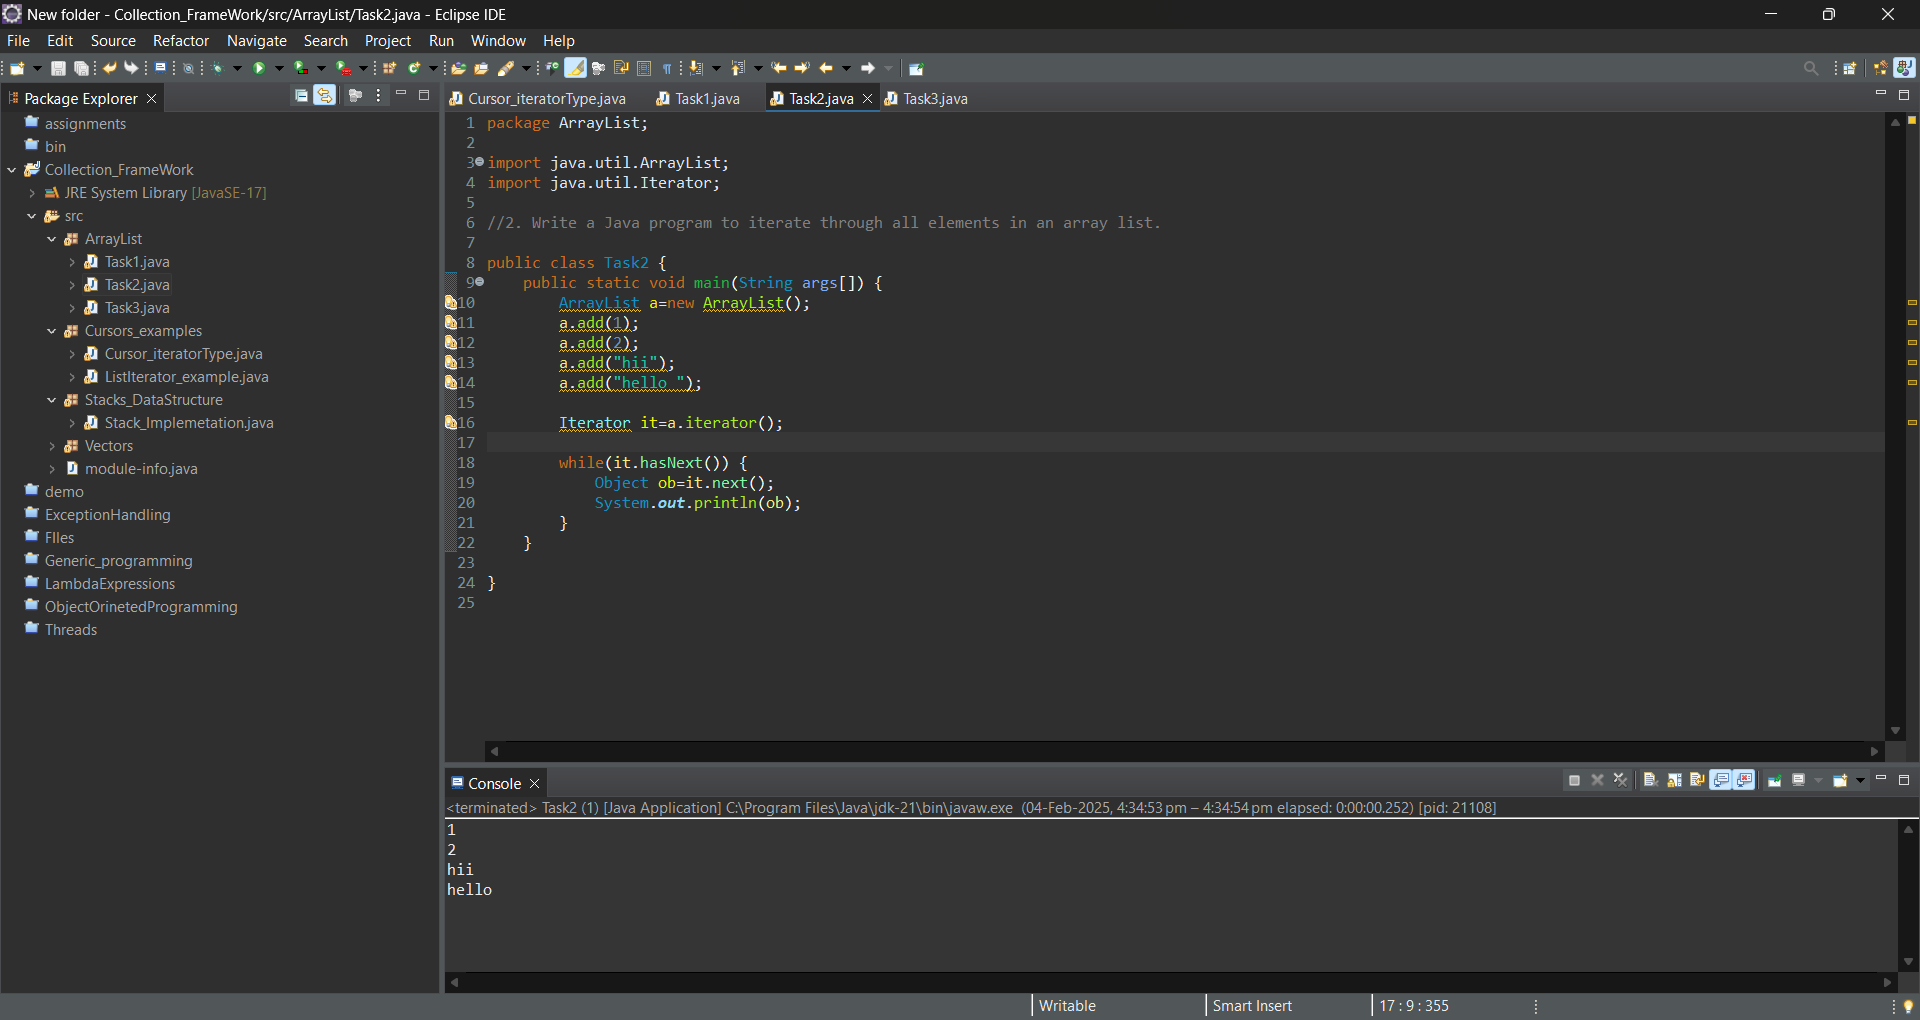 New folder - Collection_FrameWork/src/ArrayList/Task2.java - Eclipse IDE
File Edit Source Refactor Navigate Search Project Run Window Help
Package Explorer
assignments
bin
Collection_FrameWork
JRE System Library [JavaSE-17]
src
ArrayList
Task1.java
Task2.java
Task3.java
Cursors_examples
Cursor_iteratorType.java
ListIterator_example.java
Stacks_DataStructure
Stack_Implemetation.java
Vectors
module-info.java
demo
ExceptionHandling
FIles
Generic_programming
LambdaExpressions
ObjectOrinetedProgramming
Threads
Cursor_iteratorType.java Task1.java Task2.java Task3.java
1 package ArrayList;
2
3 import java.util.ArrayList;
4 import java.util.Iterator;
5
6 //2. Write a Java program to iterate through all elements in an array list.
7
8 public class Task2 {
9 public static void main(String args[]) {
10 ArrayList a=new ArrayList();
11 a.add(1);
12 a.add(2);
13 a.add("hii");
14 a.add("hello ");
15
16 Iterator it=a.iterator();
17
18 while(it.hasNext()) {
19 Object ob=it.next();
20 System.out.println(ob);
21 }
22 }
23
24 }
25
Console
<terminated> Task2 (1) [Java Application] C:\Program Files\Java\jdk-21\bin\javaw.exe (04-Feb-2025, 4:34:53 pm – 4:34:54 pm elapsed: 0:00:00.252) [pid: 21108]
1
2
hii
hello
Writable Smart Insert 17 : 9 : 355